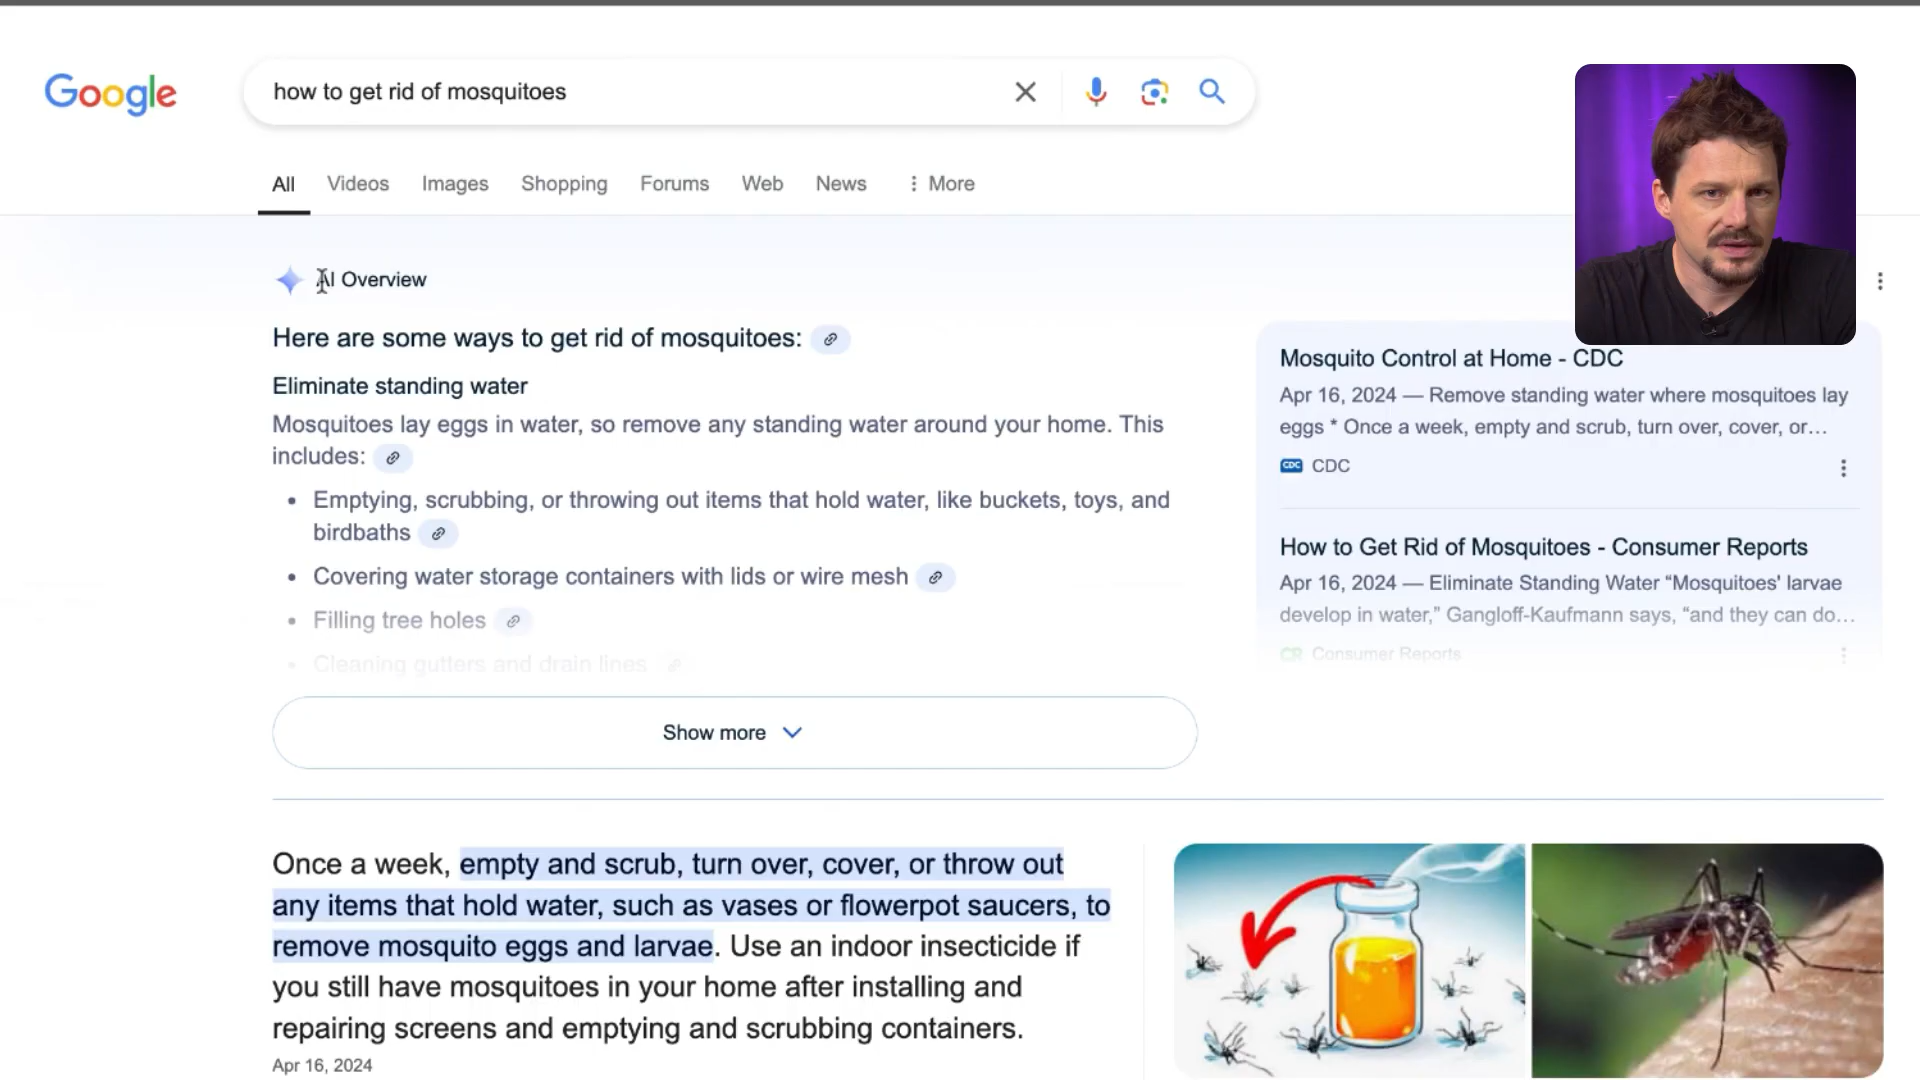 Google
how to get rid of mosquitoes
All Videos Images Shopping Forums Web News More
AI Overview
Here are some ways to get rid of mosquitoes:
Eliminate standing water
Mosquitoes lay eggs in water, so remove any standing water around your home. This
includes:
• Emptying, scrubbing, or throwing out items that hold water, like buckets, toys, and
birdbaths
• Covering water storage containers with lids or wire mesh
• Filling tree holes
• Cleaning gutters and drain lines
Show more
Mosquito Control at Home - CDC
Apr 16, 2024 — Remove standing water where mosquitoes lay
eggs * Once a week, empty and scrub, turn over, cover, or...
CDC CDC
How to Get Rid of Mosquitoes - Consumer Reports
Apr 16, 2024 — Eliminate Standing Water “Mosquitoes' larvae
develop in water,” Gangloff-Kaufmann says, “and they can do...
CR Consumer Reports
Once a week, empty and scrub, turn over, cover, or throw out
any items that hold water, such as vases or flowerpot saucers, to
remove mosquito eggs and larvae. Use an indoor insecticide if
you still have mosquitoes in your home after installing and
repairing screens and emptying and scrubbing containers.
Apr 16, 2024